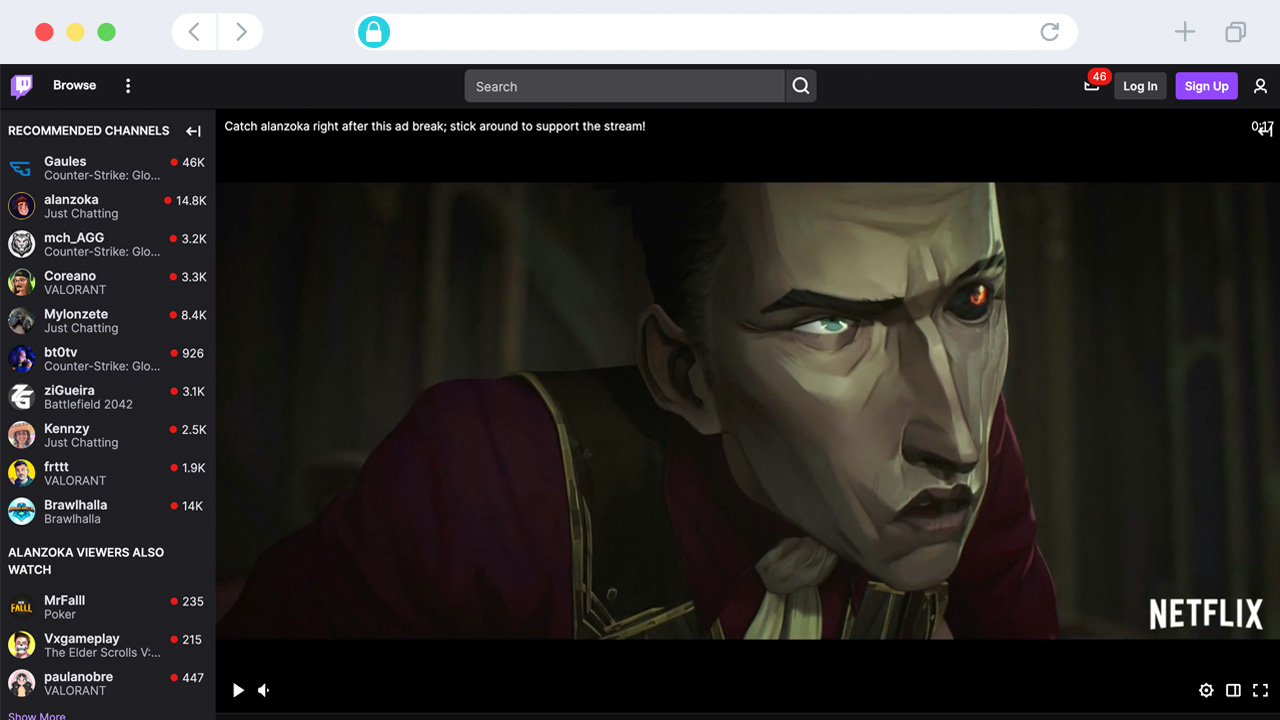 Browse
Search
46
Log In
Sign Up
RECOMMENDED CHANNELS
Catch alanzoka right after this ad break; stick around to support the stream!
0:17
Gaules
46K
Counter-Strike: Glo...
alanzoka
14.8K
Just Chatting
mch_AGG
3.2K
Counter-Strike: Glo...
Coreano
3.3K
VALORANT
Mylonzete
8.4K
Just Chatting
bt0tv
926
Counter-Strike: Glo...
ziGueira
3.1K
Battlefield 2042
Kennzy
2.5K
Just Chatting
frttt
1.9K
VALORANT
Brawlhalla
14K
Brawlhalla
ALANZOKA VIEWERS ALSO
WATCH
MrFalll
235
Poker
Vxgameplay
215
The Elder Scrolls V:...
paulanobre
447
VALORANT
Show More
NETFLIX